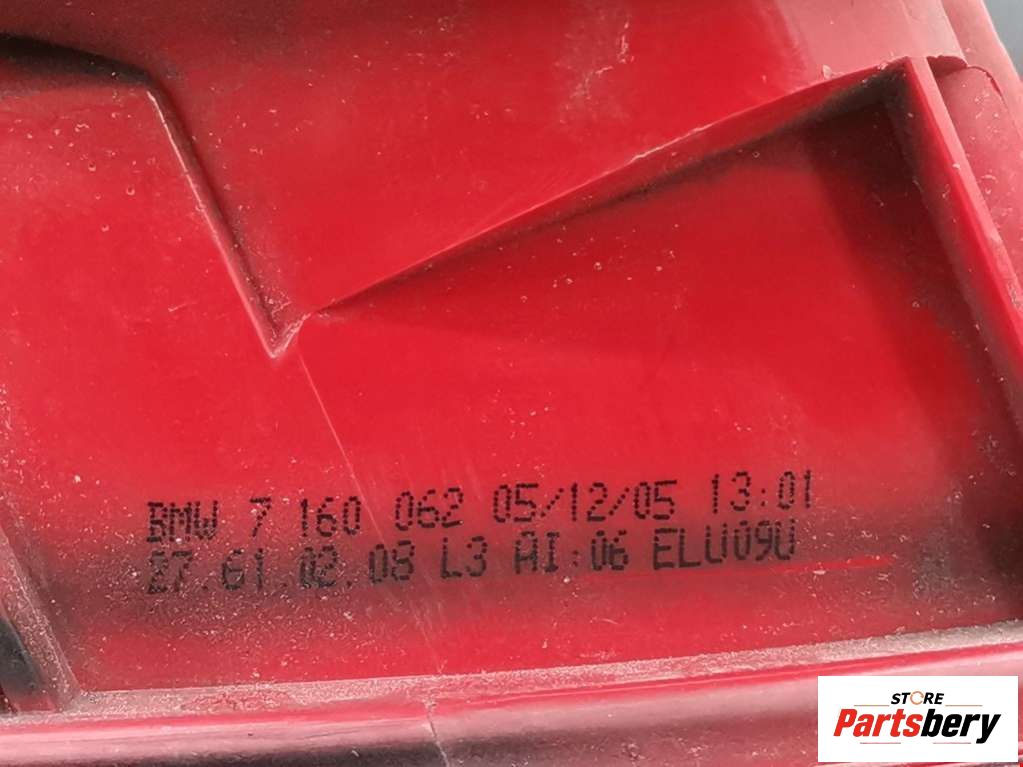 BMW 7 160 062 05/12/05 13:01
27.61.02.08 L3 AI:06 ELU09U
STORE
Partsbery